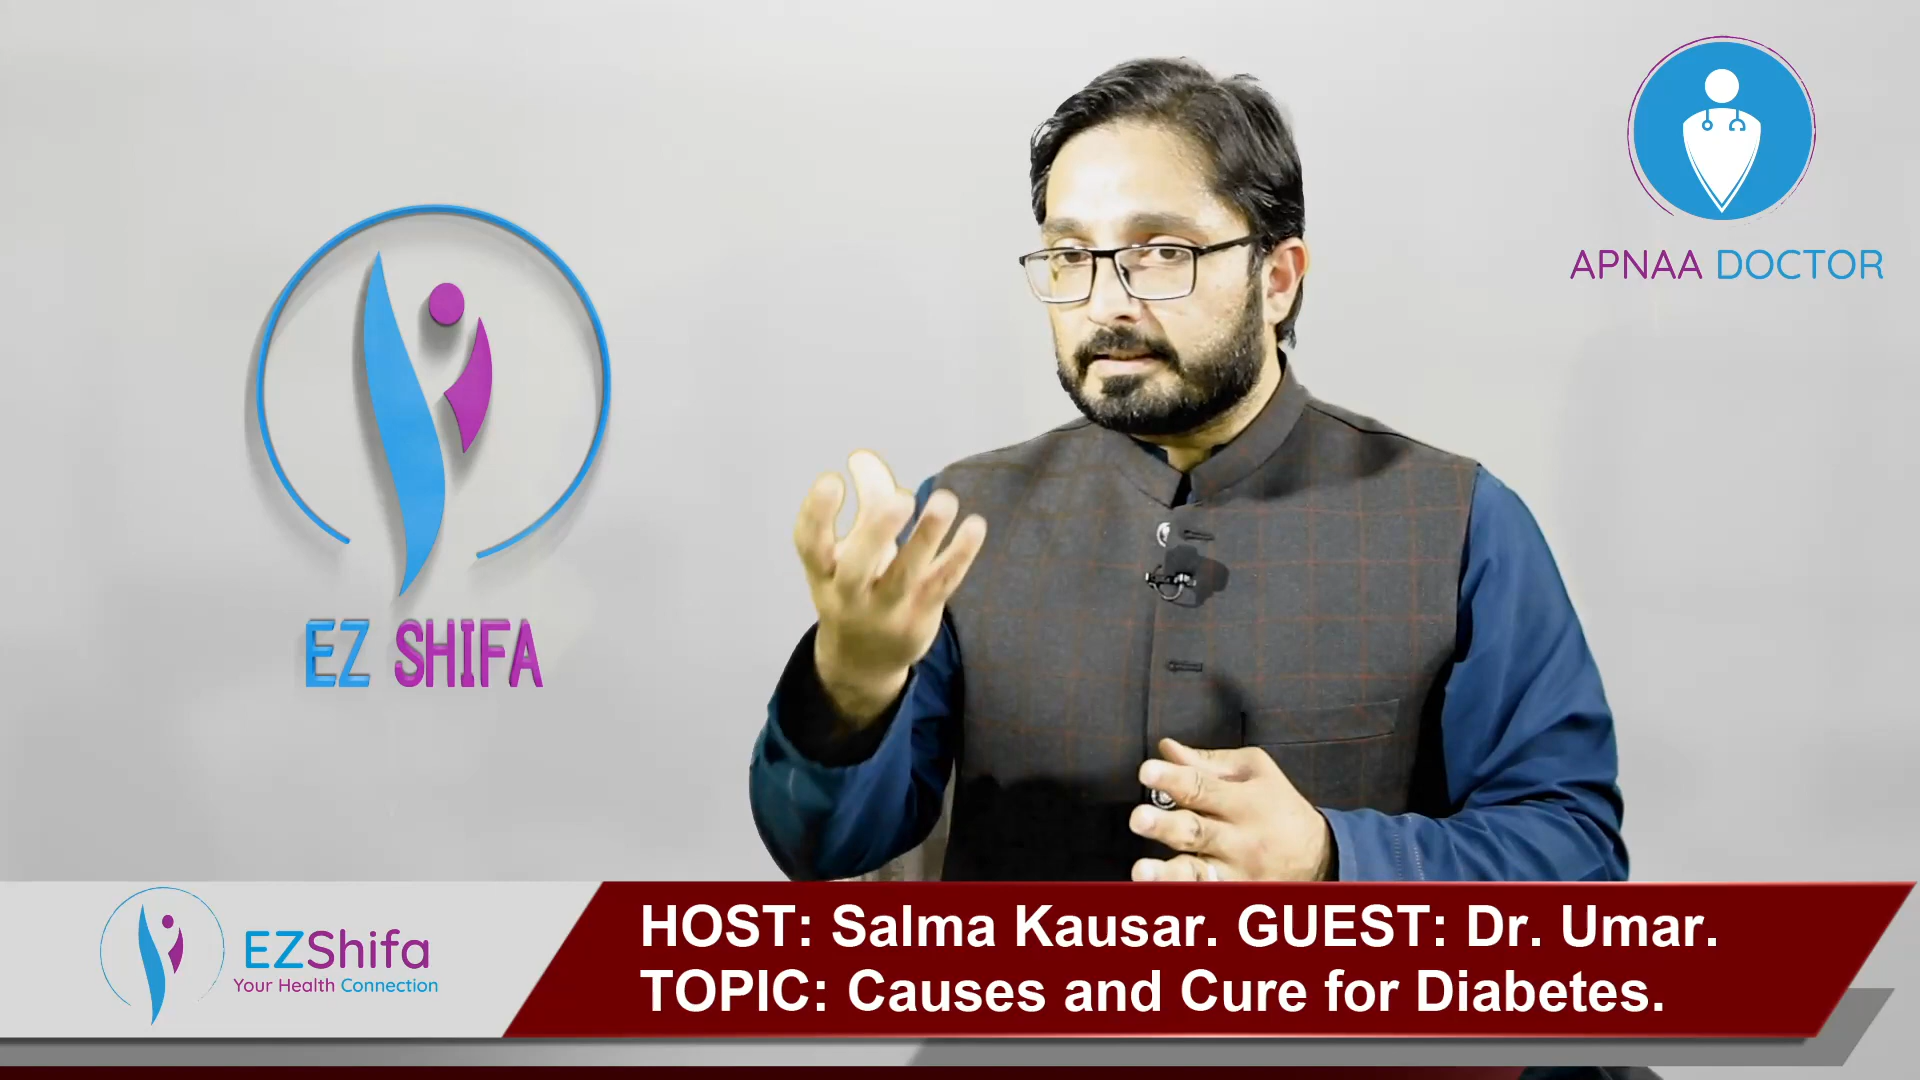 APNAA DOCTOR
EZ SHIFA
EZShifa
Your Health Connection
HOST: Salma Kausar. GUEST: Dr. Umar.
TOPIC: Causes and Cure for Diabetes.